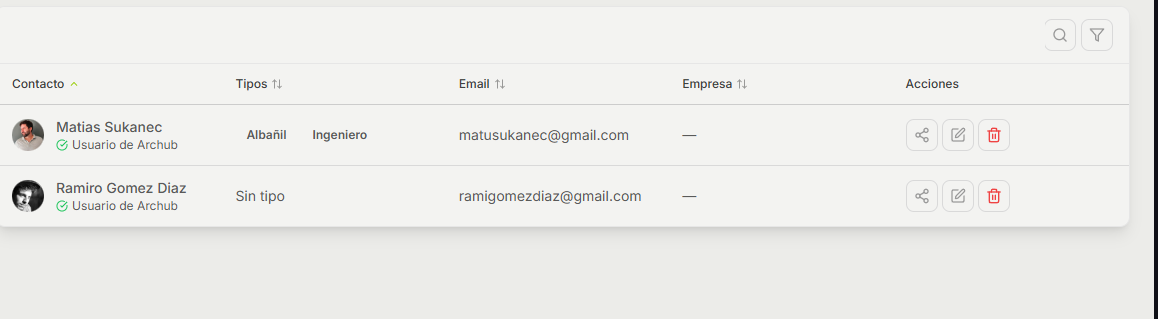 Contacto Tipos Email Empresa Acciones
Matias Sukanec
Usuario de Archub
Albañil Ingeniero matusukanec@gmail.com —
Ramiro Gomez Diaz
Usuario de Archub
Sin tipo ramigomezdiaz@gmail.com —